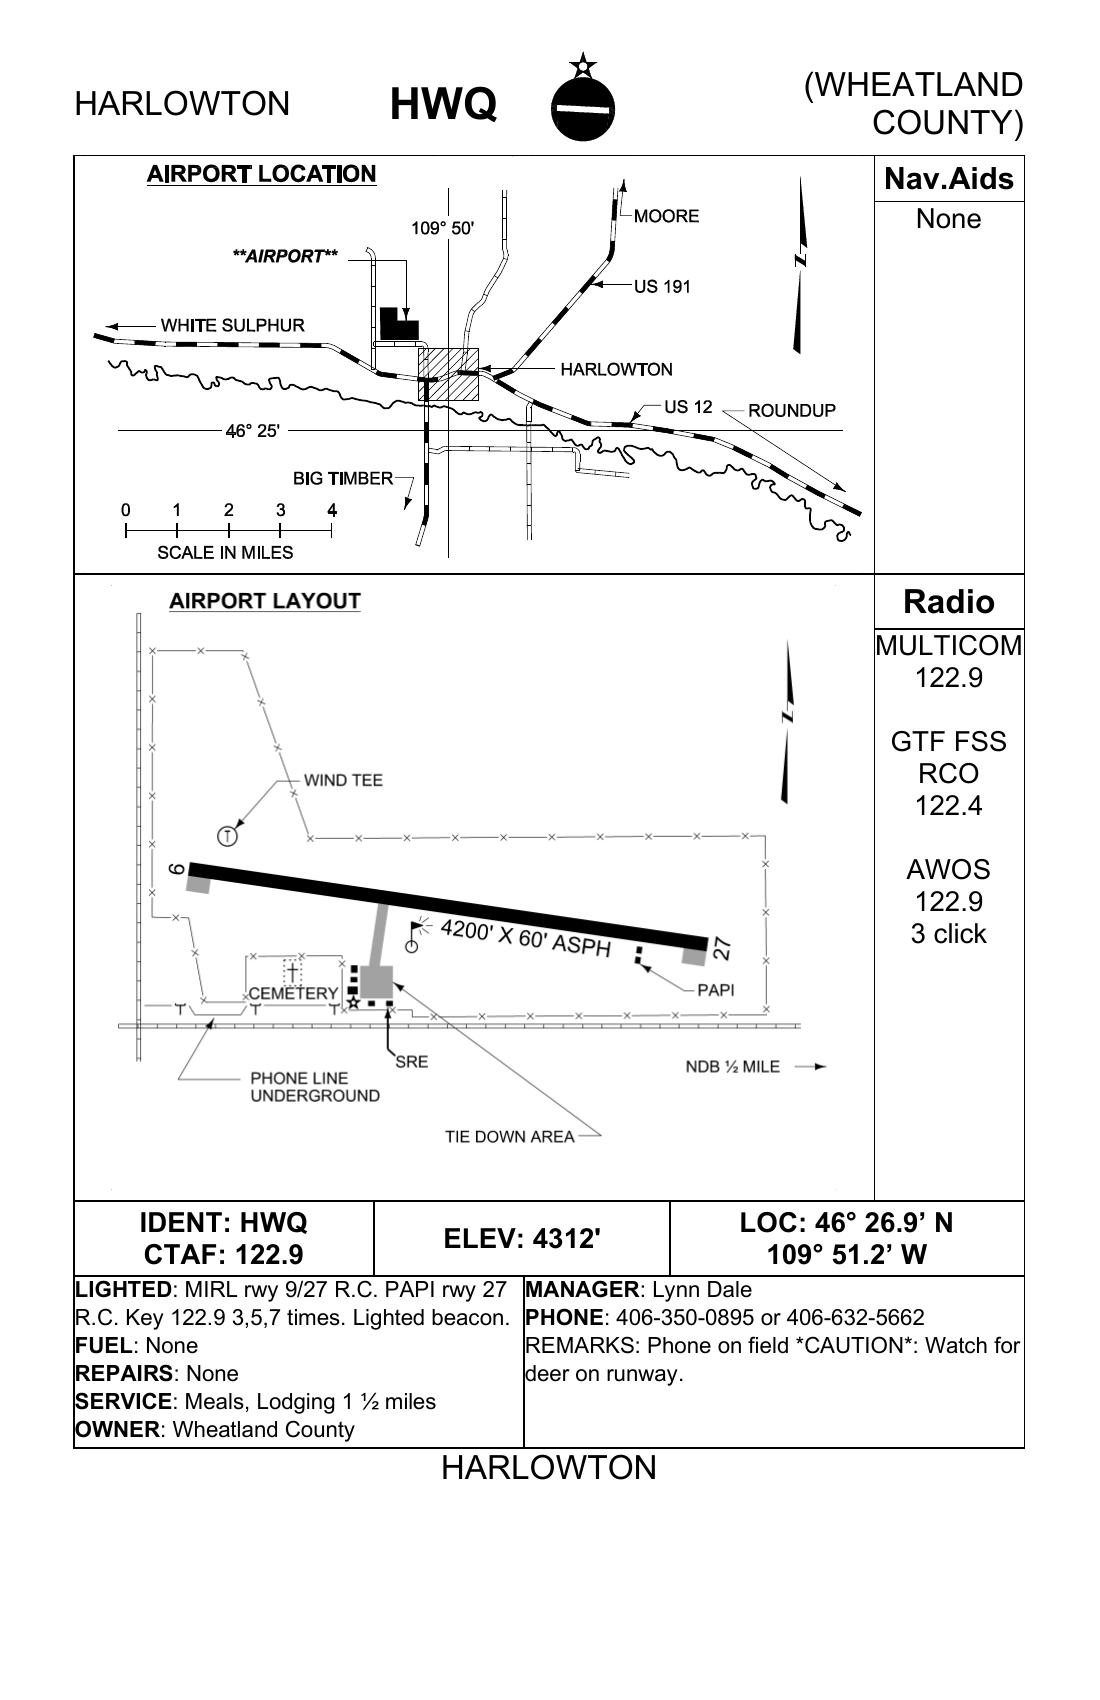 HARLOWTON
HWQ
(WHEATLAND
COUNTY)
AIRPORT LOCATION
Nav.Aids
None
109° 50'
MOORE
**AIRPORT**
N
US 191
WHITE SULPHUR
HARLOWTON
US 12
ROUNDUP
46° 25'
BIG TIMBER
0 1 2 3 4
SCALE IN MILES
AIRPORT LAYOUT
Radio
MULTICOM
122.9
GTF FSS
RCO
122.4
AWOS
122.9
3 click
N
WIND TEE
T
9
4200' X 60' ASPH
27
PAPI
CEMETERY
SRE
NDB ½ MILE
PHONE LINE
UNDERGROUND
TIE DOWN AREA
IDENT: HWQ
CTAF: 122.9
ELEV: 4312'
LOC: 46° 26.9’ N
109° 51.2’ W
LIGHTED: MIRL rwy 9/27 R.C. PAPI rwy 27
R.C. Key 122.9 3,5,7 times. Lighted beacon.
FUEL: None
REPAIRS: None
SERVICE: Meals, Lodging 1 ½ miles
OWNER: Wheatland County
MANAGER: Lynn Dale
PHONE: 406-350-0895 or 406-632-5662
REMARKS: Phone on field *CAUTION*: Watch for
deer on runway.
HARLOWTON